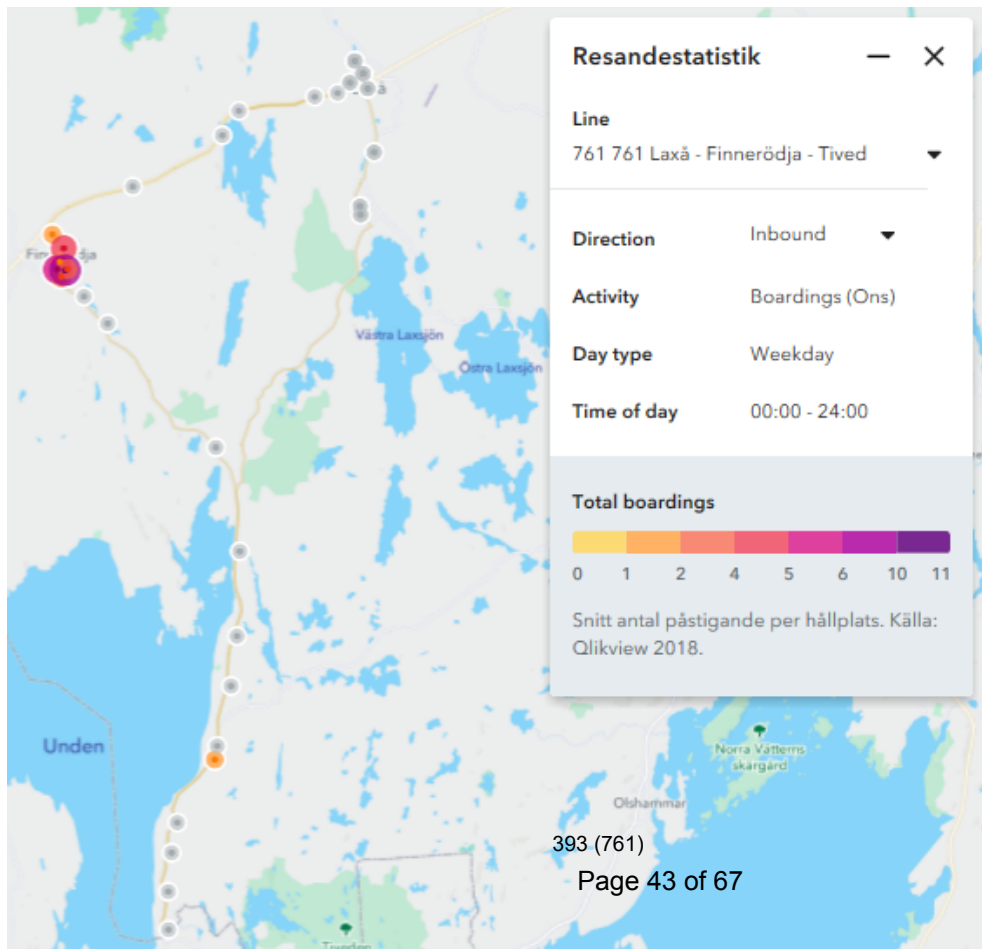 Resandestatistik
Line
761 761 Laxå - Finnerödja - Tived
Direction Inbound
Activity Boardings (Ons)
Day type Weekday
Time of day 00:00 - 24:00
Total boardings
0 1 2 4 5 6 10 11
Snitt antal påstigande per hållplats. Källa:
Qlikview 2018.
Västra Laxsjön
Östra Laxsjön
Unden
Norra Vätterns
skärgård
Olshammar
393 (761)
Page 43 of 67
Tiveden